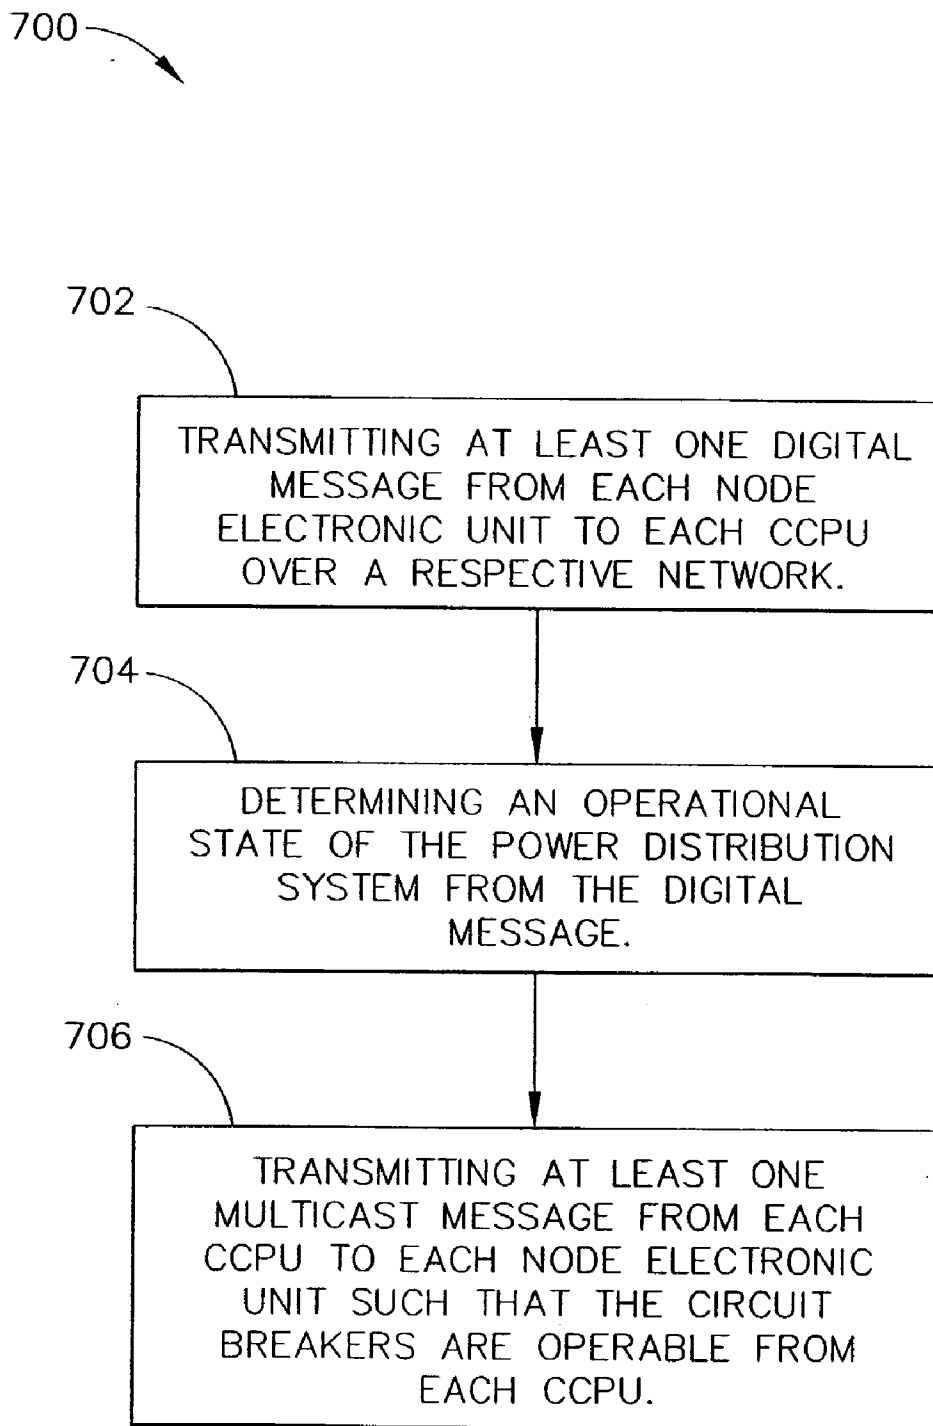 700
702
TRANSMITTING AT LEAST ONE DIGITAL
MESSAGE FROM EACH NODE
ELECTRONIC UNIT TO EACH CCPU
OVER A RESPECTIVE NETWORK.
704
DETERMINING AN OPERATIONAL
STATE OF THE POWER DISTRIBUTION
SYSTEM FROM THE DIGITAL
MESSAGE.
706
TRANSMITTING AT LEAST ONE
MULTICAST MESSAGE FROM EACH
CCPU TO EACH NODE ELECTRONIC
UNIT SUCH THAT THE CIRCUIT
BREAKERS ARE OPERABLE FROM
EACH CCPU.